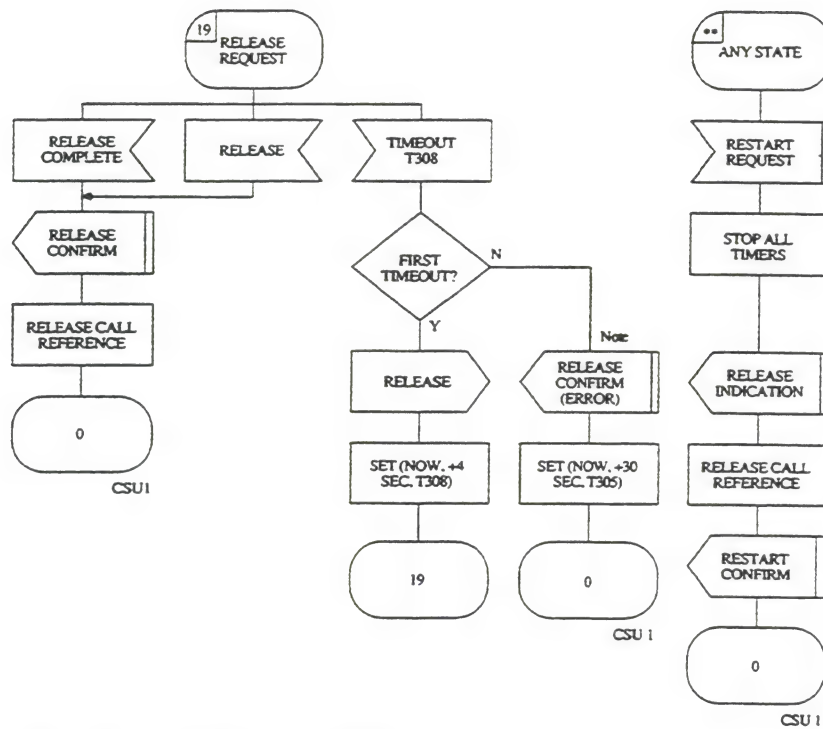 19
RELEASE
REQUEST
RELEASE
COMPLETE
RELEASE
TIMEOUT
T308
RELEASE
CONFIRM
FIRST
TIMEOUT?
N
Y
RELEASE CALL
REFERENCE
RELEASE
Note
RELEASE
CONFIRM
(ERROR)
0
CSU1
SET (NOW, +4
SEC, T308)
SET (NOW, +30
SEC, T305)
19
0
CSU 1
**
ANY STATE
RESTART
REQUEST
STOP ALL
TIMERS
RELEASE
INDICATION
RELEASE CALL
REFERENCE
RESTART
CONFIRM
0
CSU 1